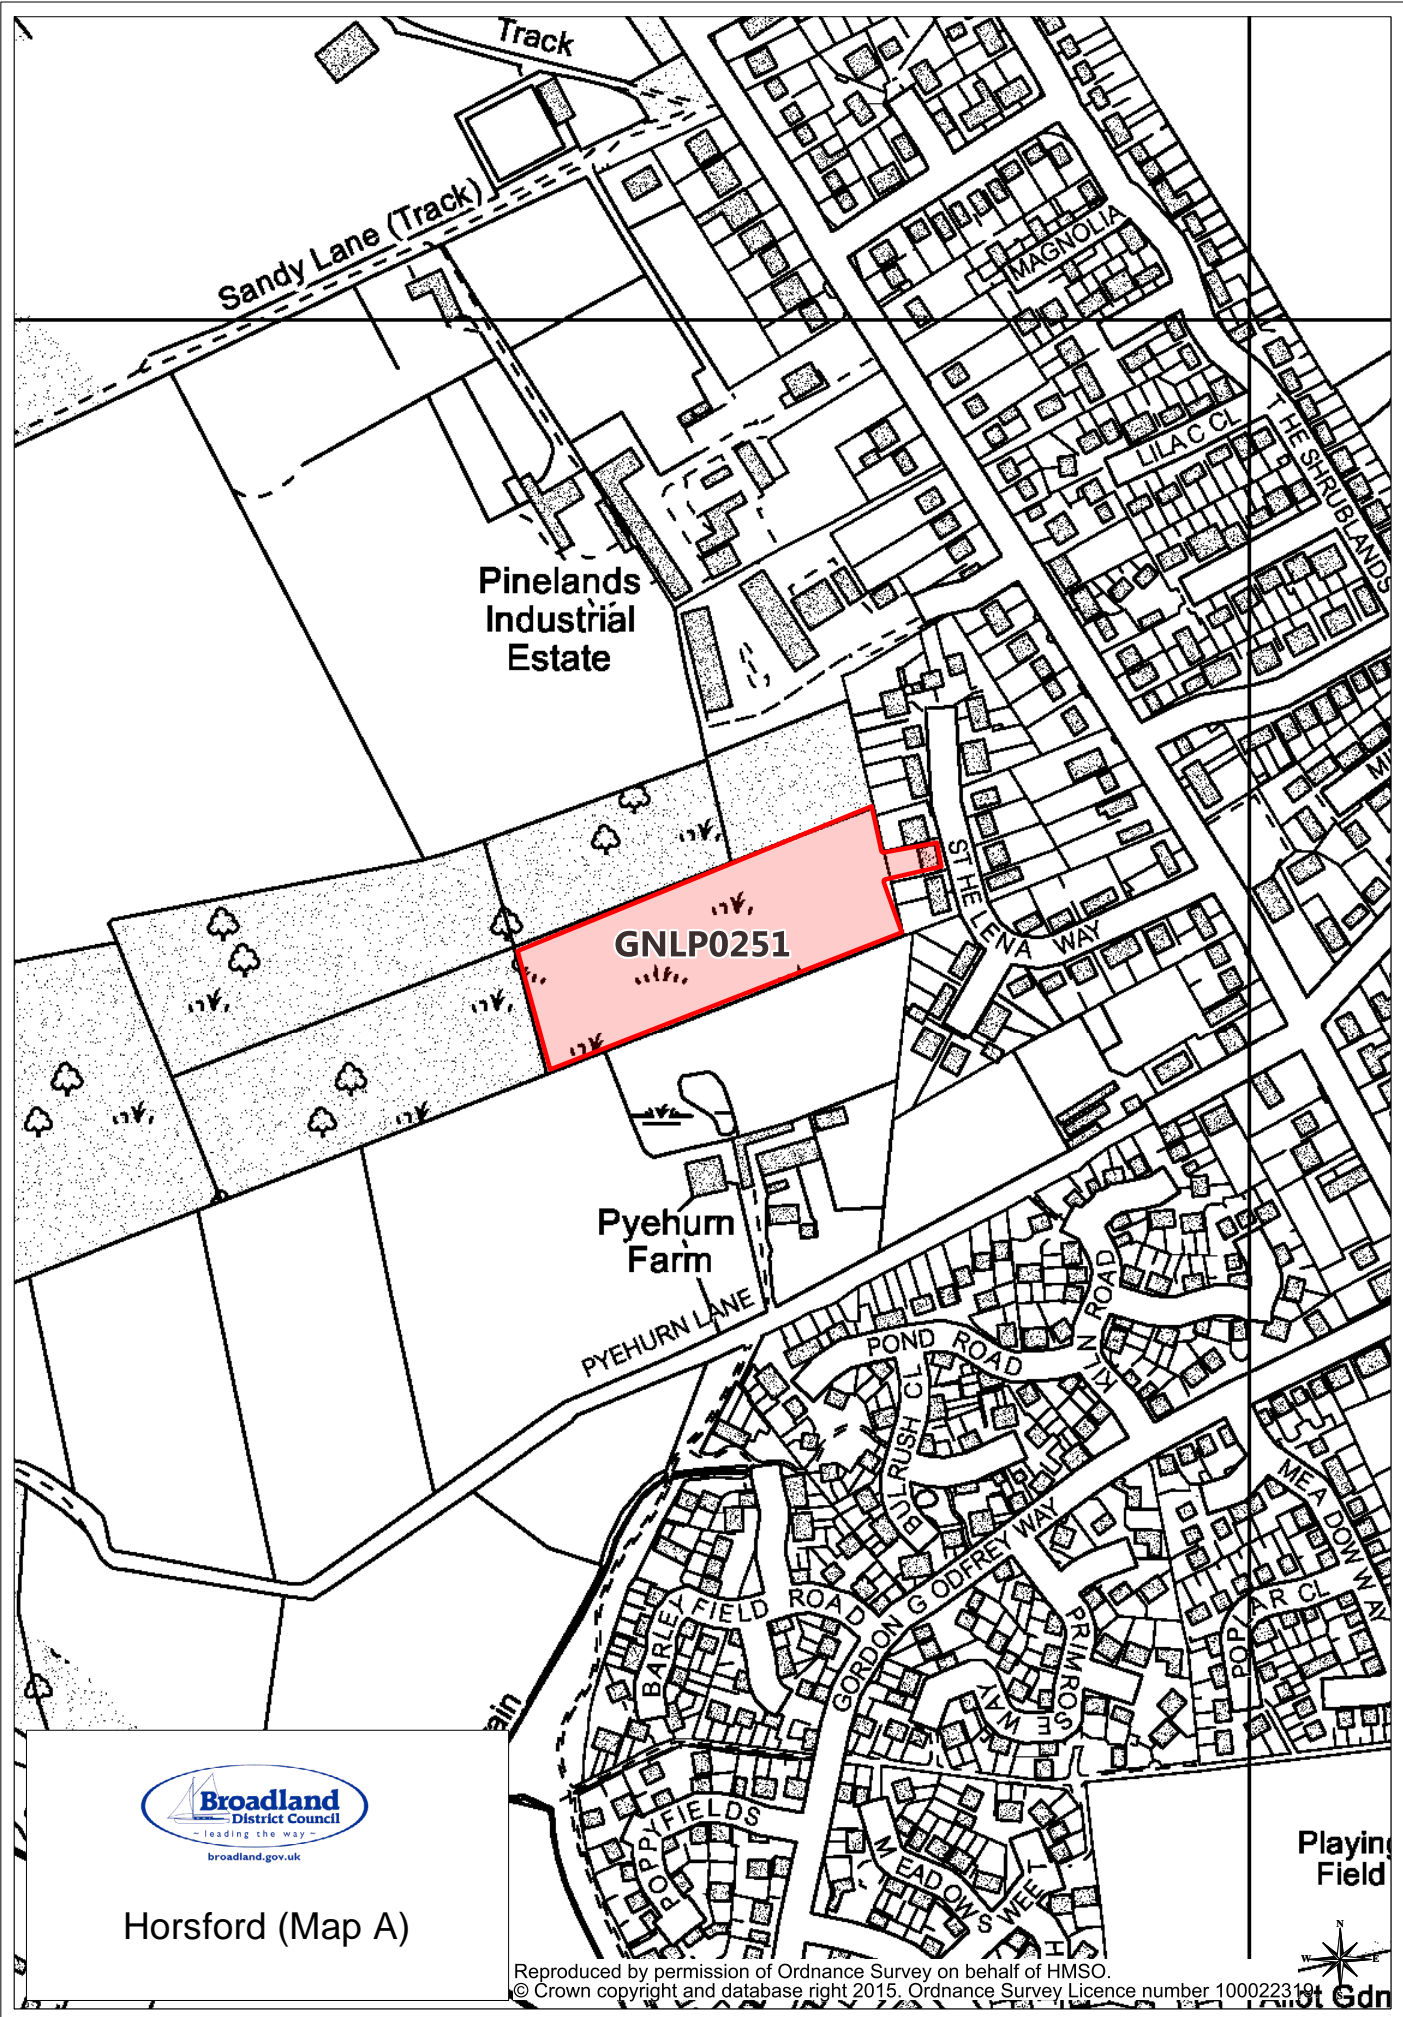 Track
Sandy Lane (Track)
MAGNOLIA
LILAC CL
THE SHRUBLANDS
Pinelands
Industrial
Estate
ST HELENA WAY
GNLP0251
Pyehurn
Farm
PYEHURN LANE
POND ROAD
KILN ROAD
BULRUSH CL
MEADOW WAY
GORDON GODFREY WAY
BARLEY FIELD ROAD
POPLAR CL
PRIMROSE WAY
ain
POPPYFIELDS
MEADOWSWEET
Playing
Field
Broadland
District Council
~ leading the way ~
broadland.gov.uk
Horsford (Map A)
N
W E
S
Reproduced by permission of Ordnance Survey on behalf of HMSO.
© Crown copyright and database right 2015. Ordnance Survey Licence number 100022319.
Gdn